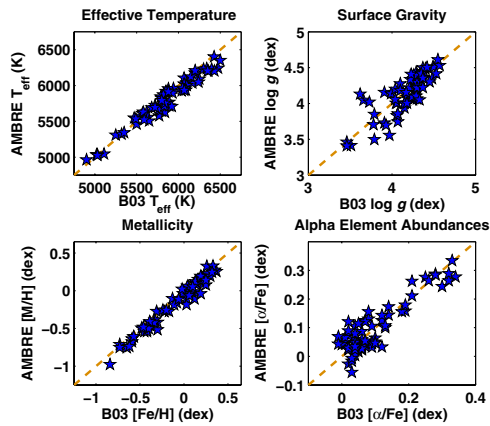 Effective Temperature
AMBRE T_eff (K)
6500
6000
5500
5000
5000 5500 6000 6500
B03 T_eff (K)
Surface Gravity
AMBRE log g (dex)
5
4.5
4
3.5
3
3 4 5
B03 log g (dex)
Metallicity
AMBRE [M/H] (dex)
0.5
0
−0.5
−1
−1 −0.5 0 0.5
B03 [Fe/H] (dex)
Alpha Element Abundances
AMBRE [α/Fe] (dex)
0.3
0.2
0.1
0
−0.1
0 0.2 0.4
B03 [α/Fe] (dex)